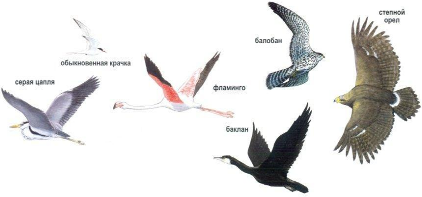 степной
орел
балобан
обыкновенная крачка
серая цапля
фламинго
баклан